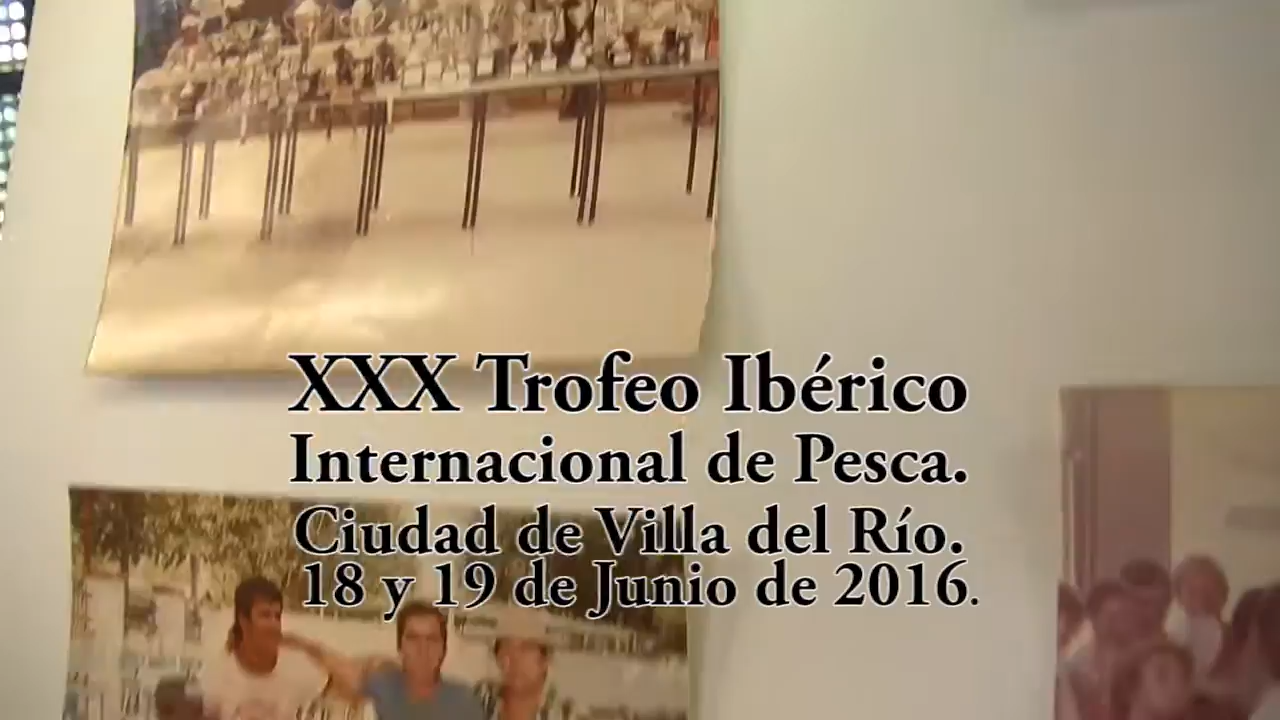 XXX Trofeo Ibérico
Internacional de Pesca.
Ciudad de Villa del Río.
18 y 19 de Junio de 2016.